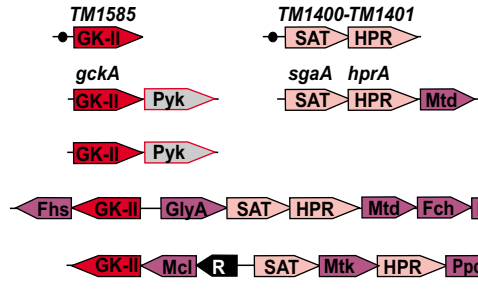 TM1585 TM1400-TM1401
GK-II SAT HPR
gckA sgaA hprA
GK-II Pyk SAT HPR Mtd
GK-II Pyk
Fhs GK-II GlyA SAT HPR Mtd Fch
GK-II Mcl R SAT Mtk HPR